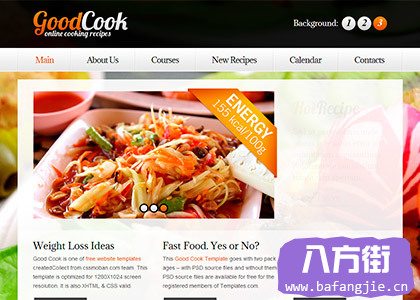 GoodCook
online cooking recipes
Background: 1 2 3
Main About Us Courses New Recipes Calendar Contacts
ENERGY
155 kcal/100g
HotRecipe
Weight Loss Ideas
Good Cook is one of free website templates
createdCollect from cssmoban.com team. This
template is optimized for 1280X1024 screen
resolution. It is also XHTML & CSS valid.
Fast Food. Yes or No?
This Good Cook Template goes with two pack
ages – with PSD source files and without them.
PSD source files are available for free for the
registered members of Templates.com.
八方街
www.bafangjie.cn